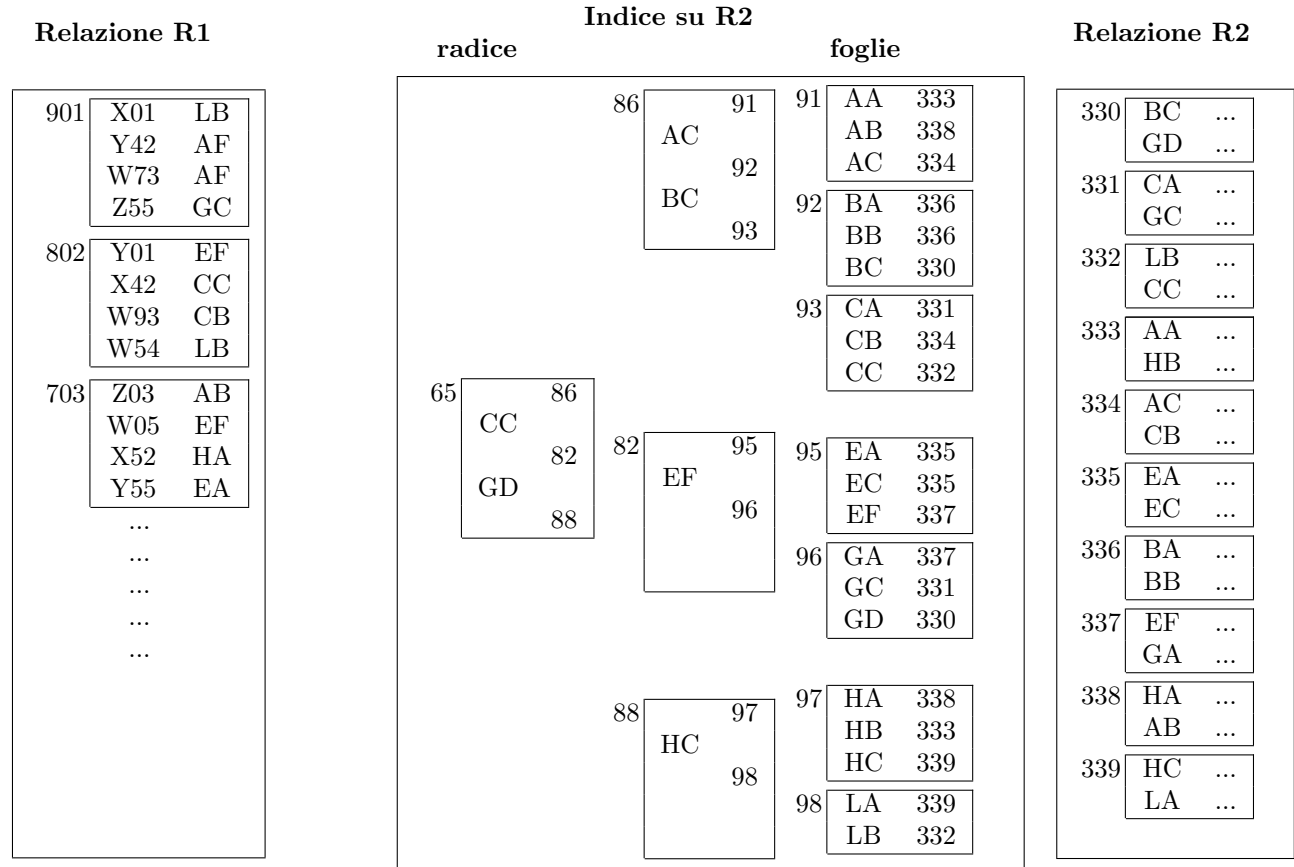 Relazione R1
Indice su R2
radice
foglie
Relazione R2
901 X01 LB
Y42 AF
W73 AF
Z55 GC
802 Y01 EF
X42 CC
W93 CB
W54 LB
703 Z03 AB
W05 EF
X52 HA
Y55 EA
...
...
...
...
...
65 86
CC
82
GD
88
86 91
AC
92
BC
93
82 95
EF
96
88 97
HC
98
91 AA 333
AB 338
AC 334
92 BA 336
BB 336
BC 330
93 CA 331
CB 334
CC 332
95 EA 335
EC 335
EF 337
96 GA 337
GC 331
GD 330
97 HA 338
HB 333
HC 339
98 LA 339
LB 332
330 BC ...
GD ...
331 CA ...
GC ...
332 LB ...
CC ...
333 AA ...
HB ...
334 AC ...
CB ...
335 EA ...
EC ...
336 BA ...
BB ...
337 EF ...
GA ...
338 HA ...
AB ...
339 HC ...
LA ...